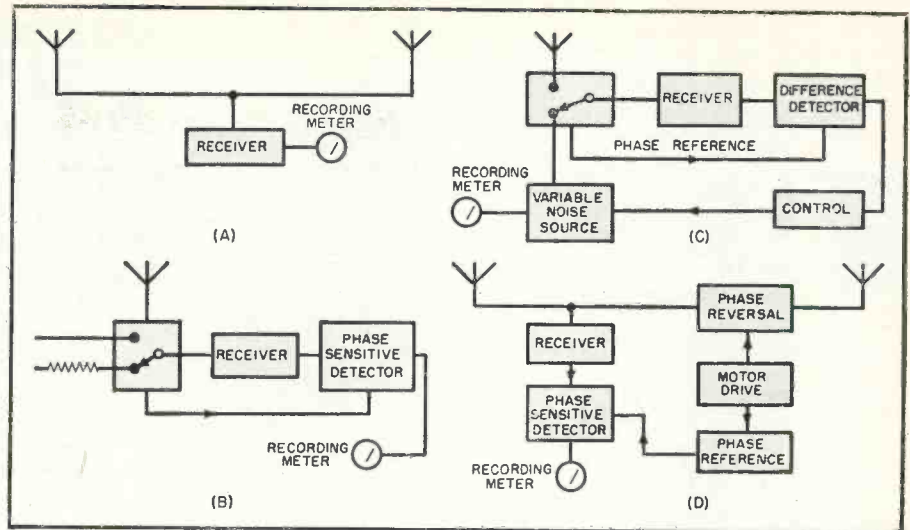 RECORDING
METER
RECEIVER
(A)
RECEIVER
DIFFERENCE
DETECTOR
PHASE REFERENCE
RECORDING
METER
VARIABLE
NOISE
SOURCE
CONTROL
(C)
RECEIVER
PHASE
SENSITIVE
DETECTOR
RECORDING
METER
(B)
PHASE
REVERSAL
RECEIVER
MOTOR
DRIVE
PHASE
SENSITIVE
DETECTOR
PHASE
REFERENCE
RECORDING
METER
(D)